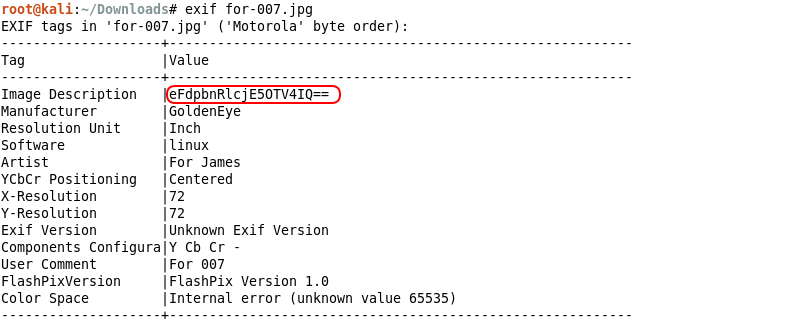 root@kali:~/Downloads# exif for-007.jpg
EXIF tags in 'for-007.jpg' ('Motorola' byte order):
--------------------+----------------------------------------------------------
Tag                 |Value
--------------------+----------------------------------------------------------
Image Description   |eFdpbnRlcjE5OTV4IQ==
Manufacturer        |GoldenEye
Resolution Unit     |Inch
Software            |linux
Artist              |For James
YCbCr Positioning   |Centered
X-Resolution        |72
Y-Resolution        |72
Exif Version        |Unknown Exif Version
Components Configura|Y Cb Cr -
User Comment        |For 007
FlashPixVersion     |FlashPix Version 1.0
Color Space         |Internal error (unknown value 65535)
--------------------+----------------------------------------------------------